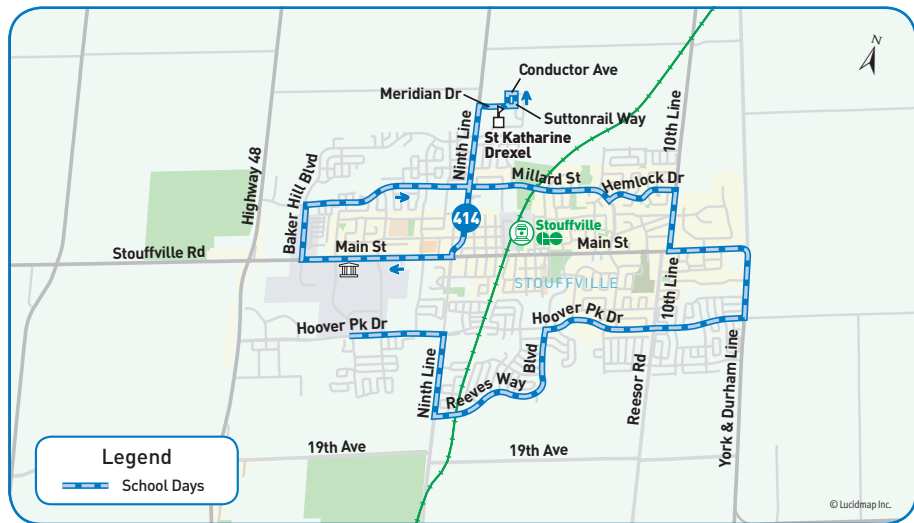 N
Conductor Ave
Meridian Dr
Suttonrail Way
St Katharine
Drexel
Ninth Line
10th Line
Highway 48
Baker Hill Blvd
Millard St
Hemlock Dr
414
Stouffville
GO
Stouffville Rd
Main St
Main St
STOUFFVILLE
10th Line
Hoover Pk Dr
Hoover Pk Dr
Ninth Line
Reeves Way
Blvd
Reesor Rd
York & Durham Line
19th Ave
19th Ave
Legend
School Days
© Lucidmap Inc.